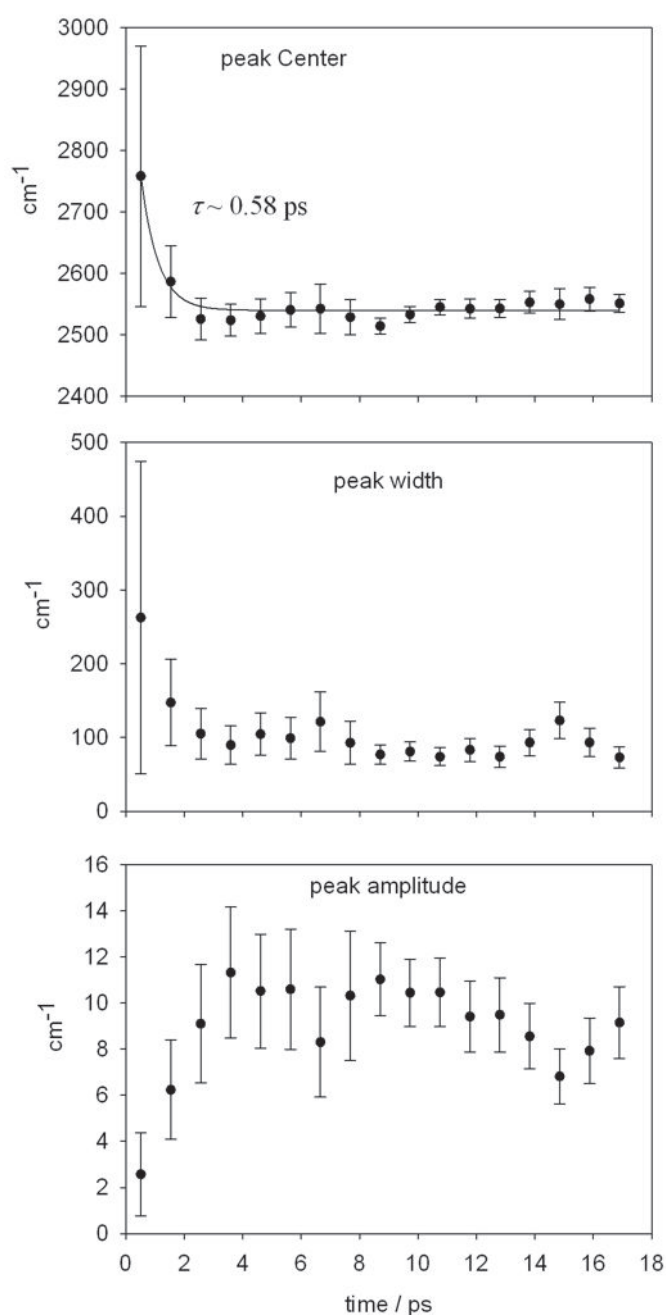 3000
peak Center
2900
2800
cm-1
2700
τ ~ 0.58 ps
2600
2500
2400
500
peak width
400
300
cm-1
200
100
0
16
peak amplitude
14
12
10
cm-1
8
6
4
2
0
0 2 4 6 8 10 12 14 16 18
time / ps